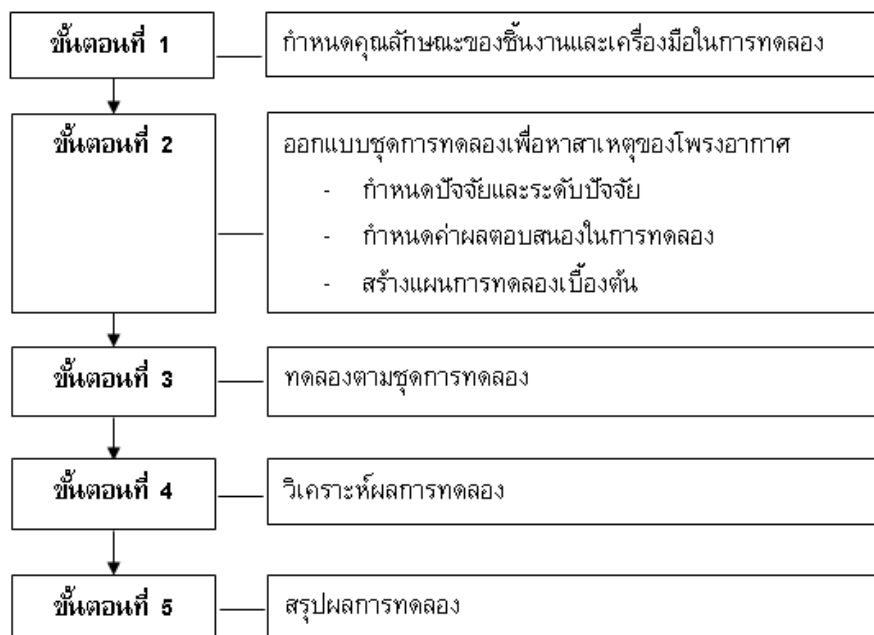 ขั้นตอนที่ 1
กำหนดคุณลักษณะของชิ้นงานและเครื่องมือในการทดลอง
ขั้นตอนที่ 2
ออกแบบชุดการทดลองเพื่อหาสาเหตุของโพรงอากาศ
- กำหนดปัจจัยและระดับปัจจัย
- กำหนดค่าผลตอบสนองในการทดลอง
- สร้างแผนการทดลองเบื้องต้น
ขั้นตอนที่ 3
ทดลองตามชุดการทดลอง
ขั้นตอนที่ 4
วิเคราะห์ผลการทดลอง
ขั้นตอนที่ 5
สรุปผลการทดลอง